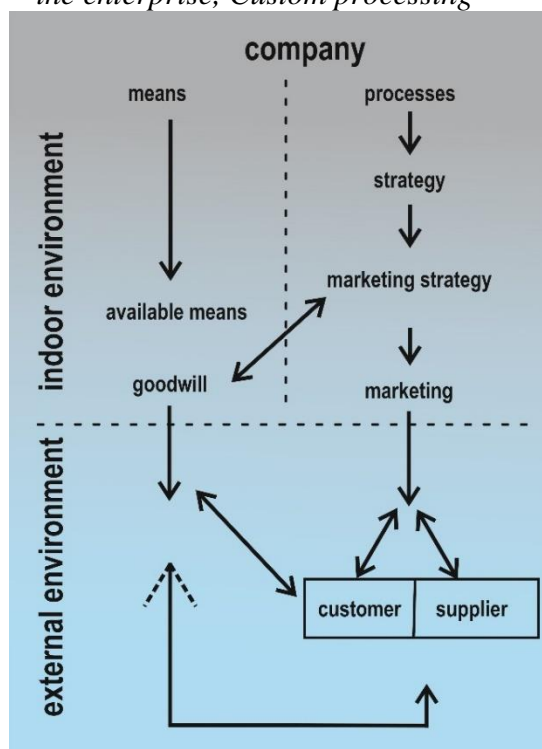 the enterprise, Custom processing
company
means
processes
strategy
marketing strategy
available means
goodwill
marketing
indoor environment
external environment
customer
supplier